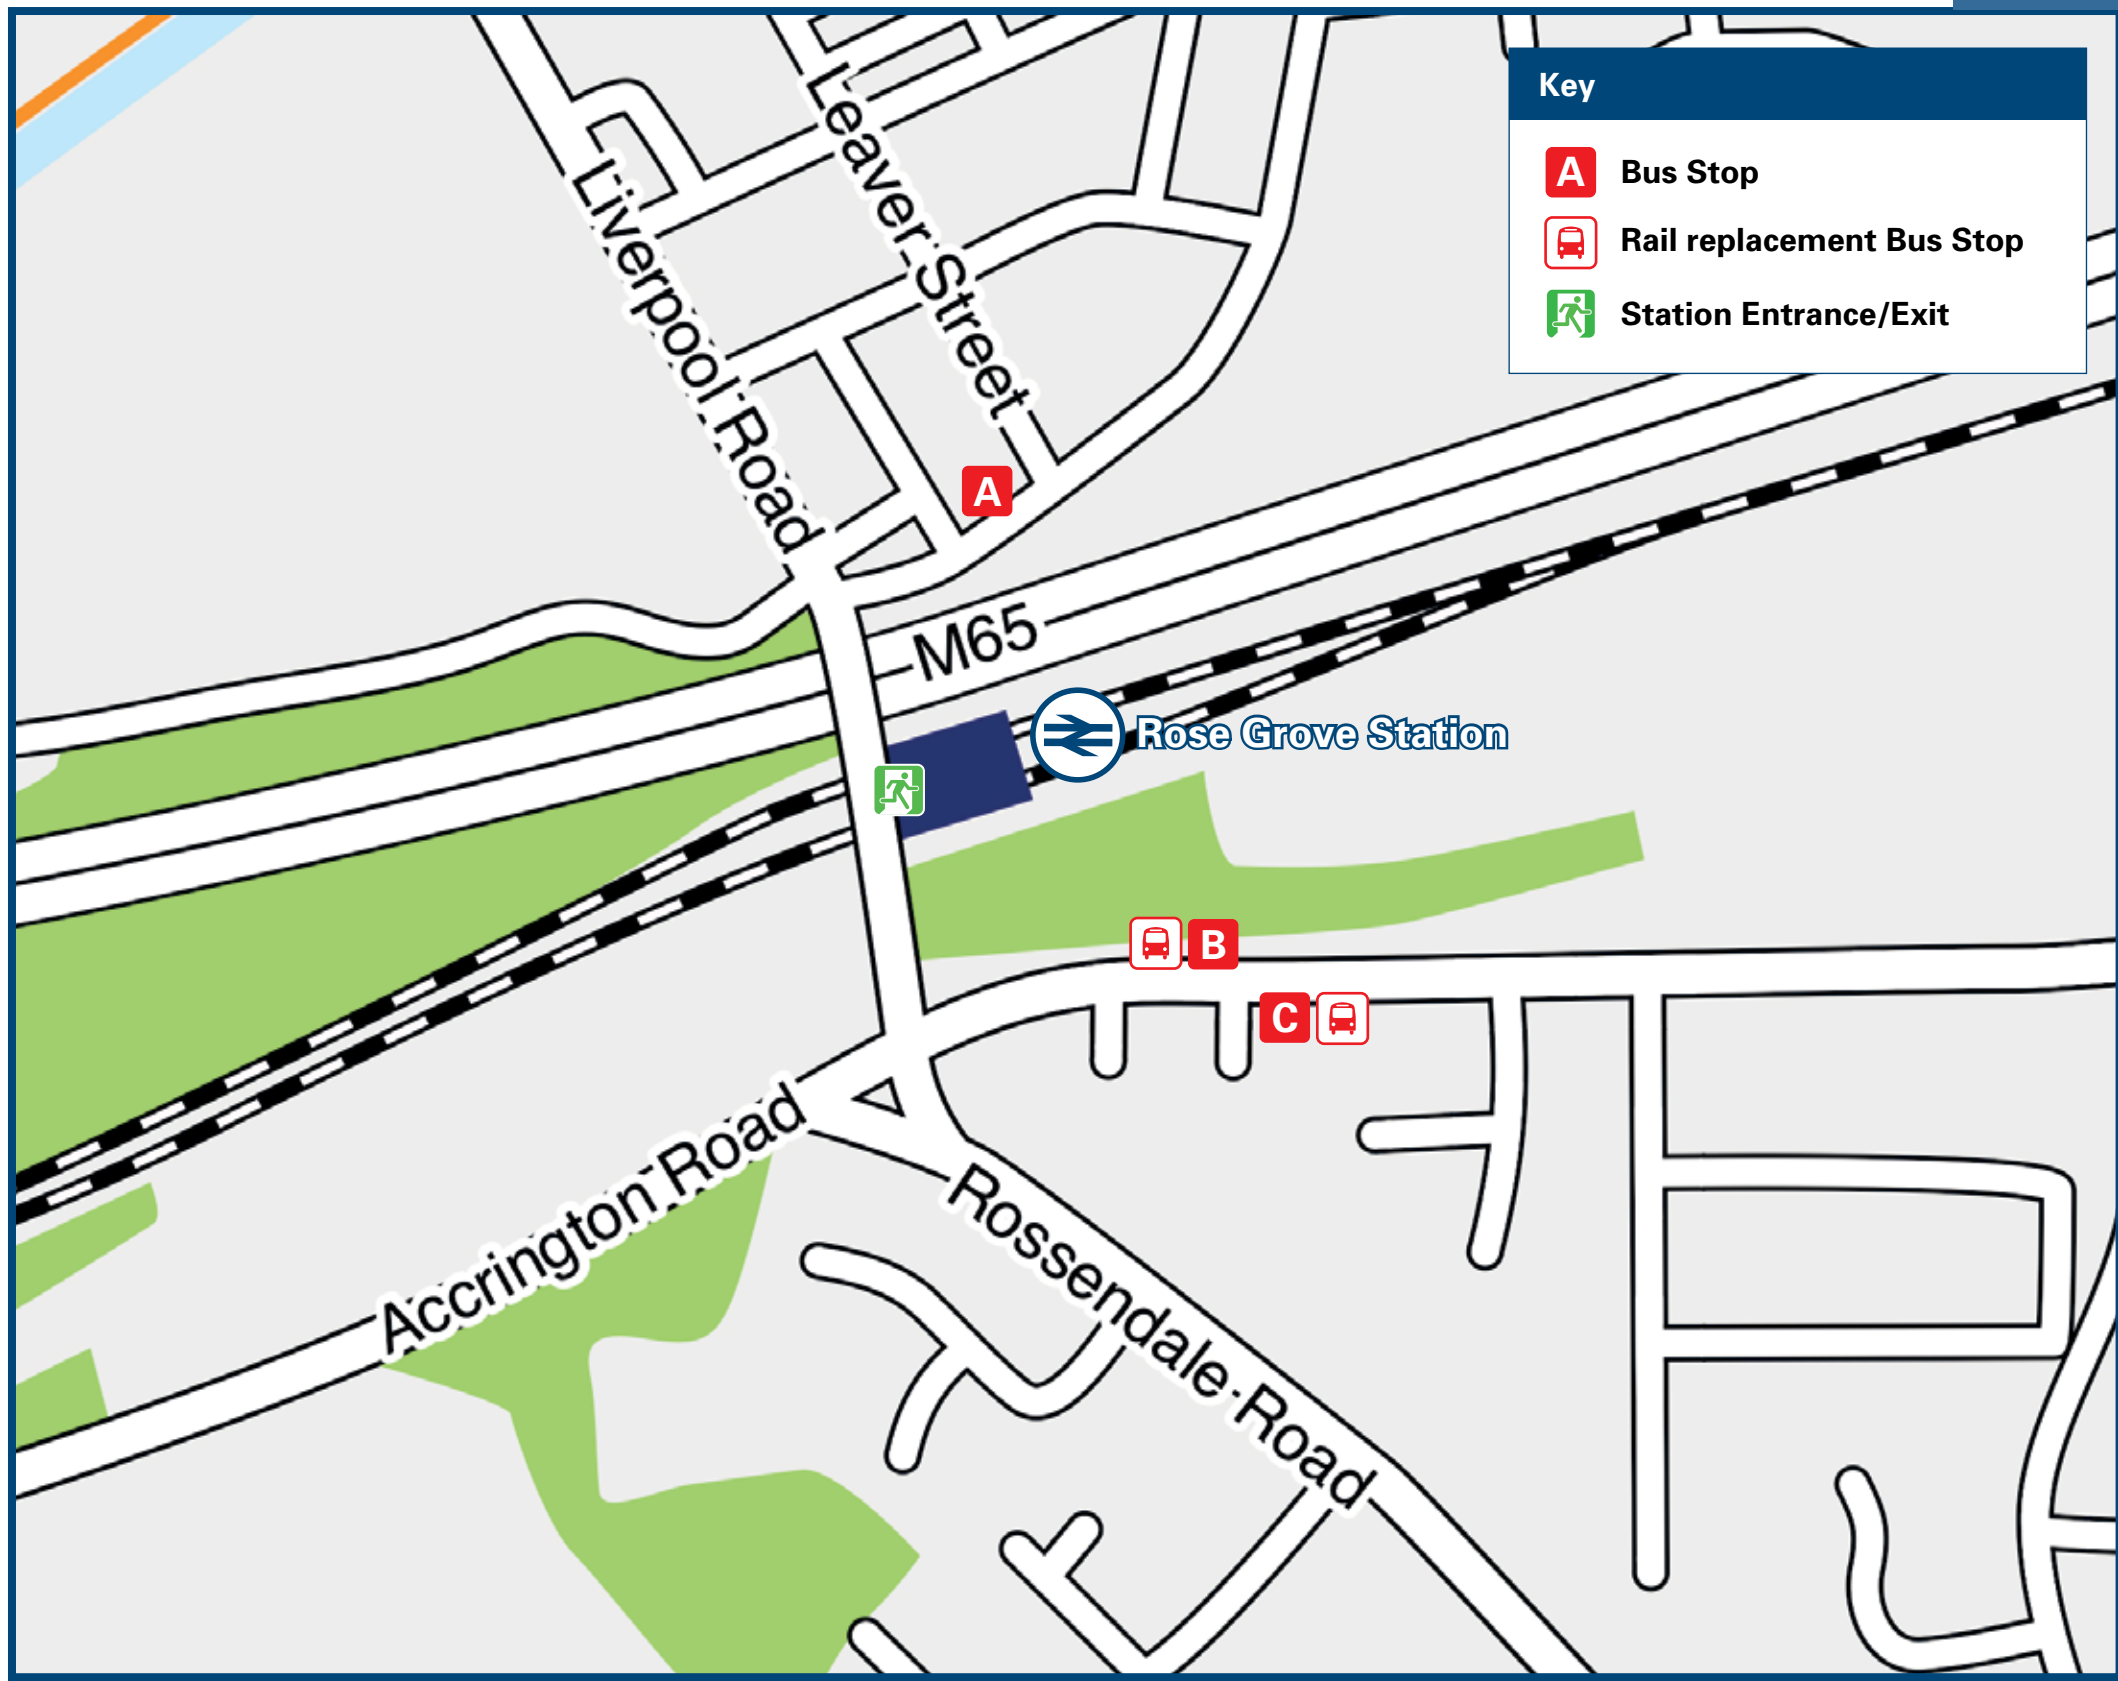 Key
A Bus Stop
Rail replacement Bus Stop
Station Entrance/Exit
Leaver Street
Liverpool Road
A
M65
Rose Grove Station
B
C
Accrington Road
Rossendale Road